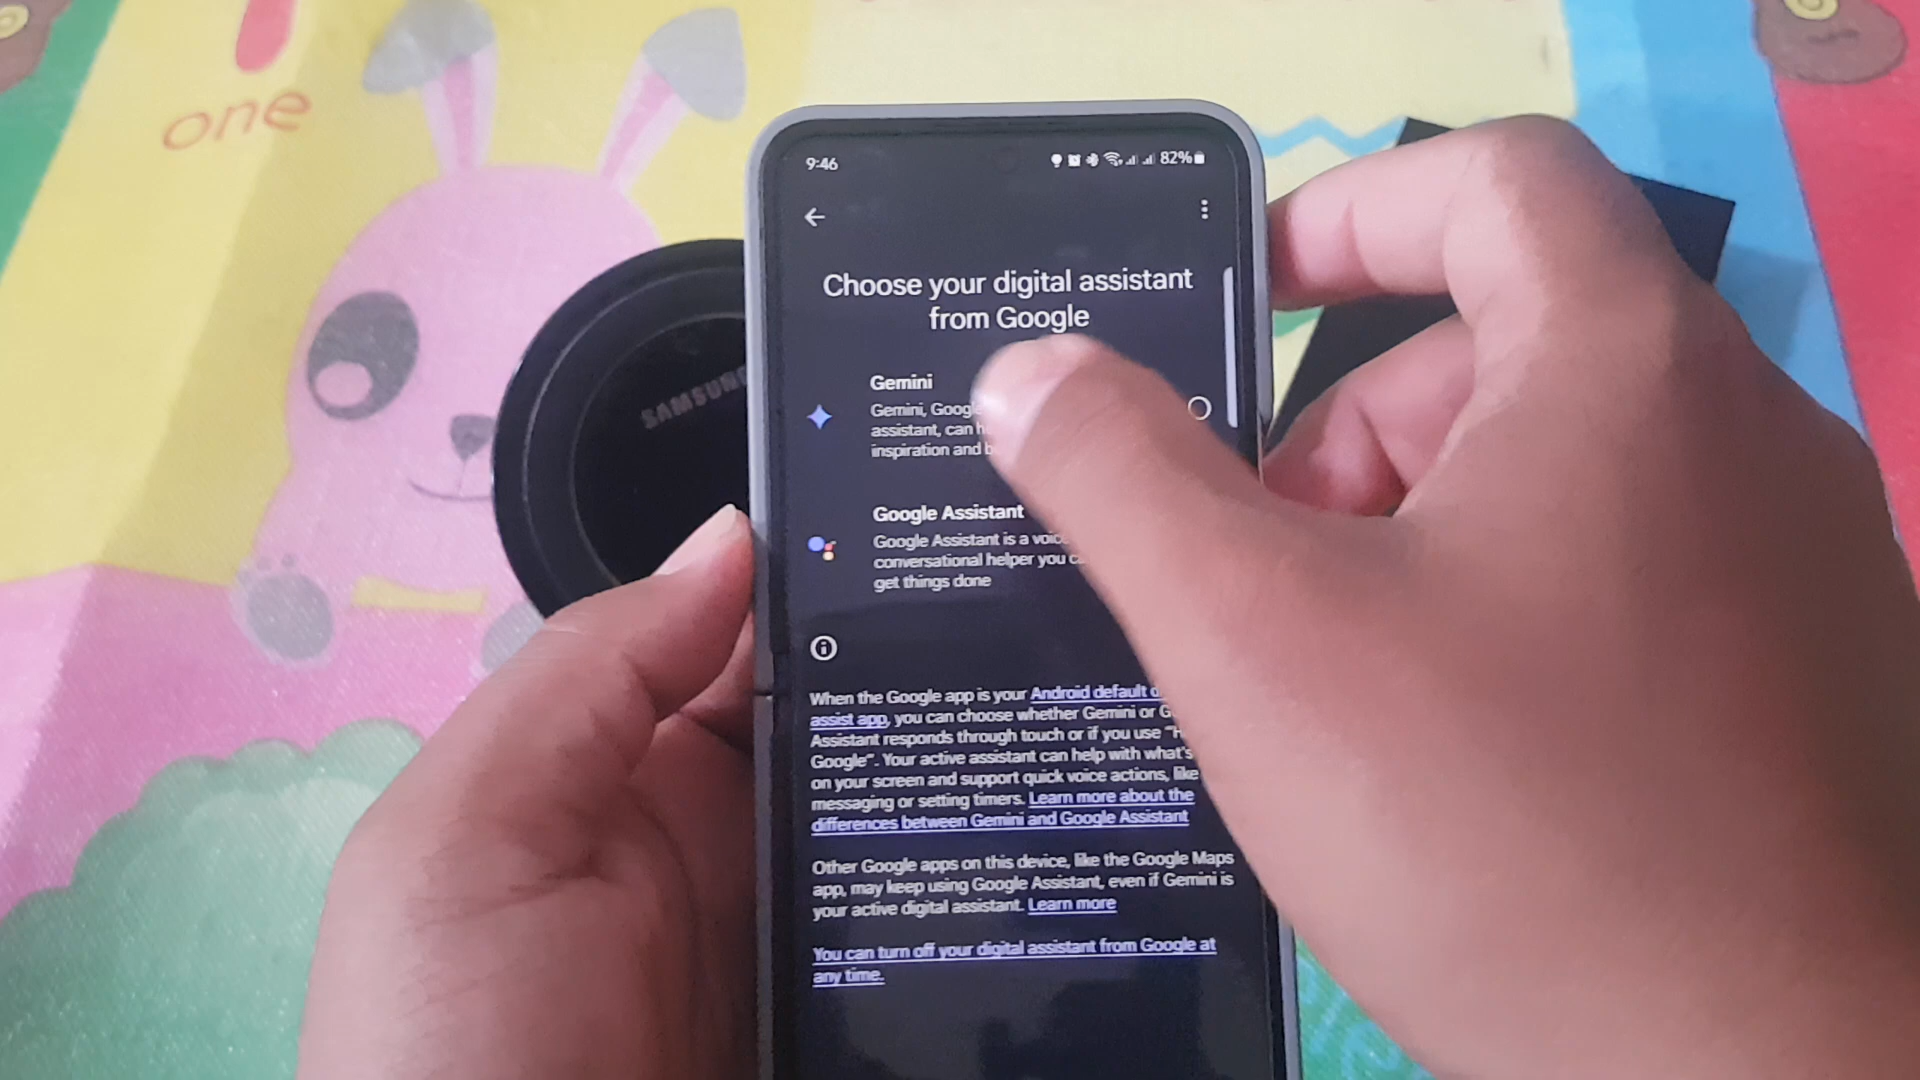 one
SAMSUNG
9:46
82%
Choose your digital assistant
from Google
Gemini
Gemini, Google
assistant, can
inspiration and
Google Assistant
Google Assistant is a
conversational helper you
get things done
When the Google app is your Android default
assist app, you can choose whether Gemini or
Assistant responds through touch or if you use
Google". Your active assistant can help with what's
on your screen and support quick voice actions, like
messaging or setting timers. Learn more about the
differences between Gemini and Google Assistant
Other Google apps on this device, like the Google Maps
app, may keep using Google Assistant, even if Gemini is
your active digital assistant. Learn more
You can turn off your digital assistant from Google at
any time.